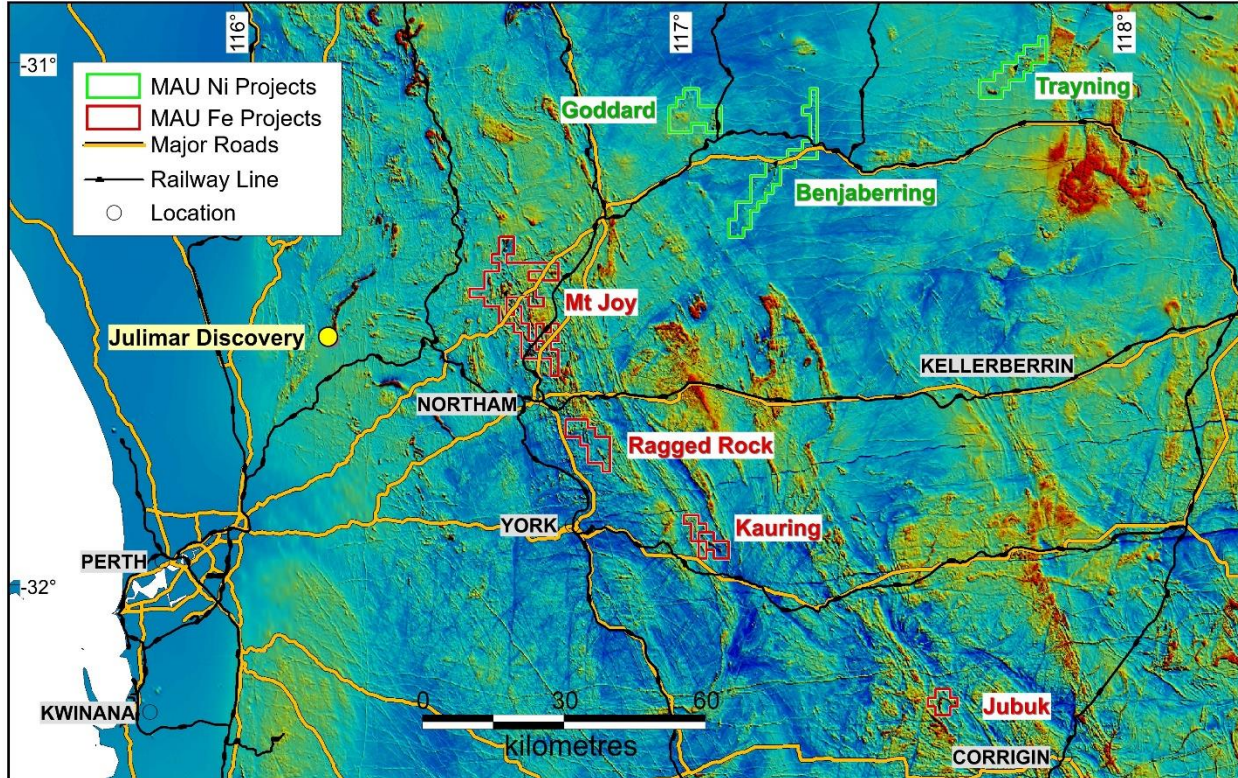 116°
117°
118°
-31°
MAU Ni Projects
MAU Fe Projects
Major Roads
Railway Line
Location
Goddard
Trayning
Benjaberring
Mt Joy
Julimar Discovery
KELLERBERRIN
NORTHAM
Ragged Rock
YORK
Kauring
PERTH
-32°
KWINANA
0 30 60
kilometres
Jubuk
CORRIGIN